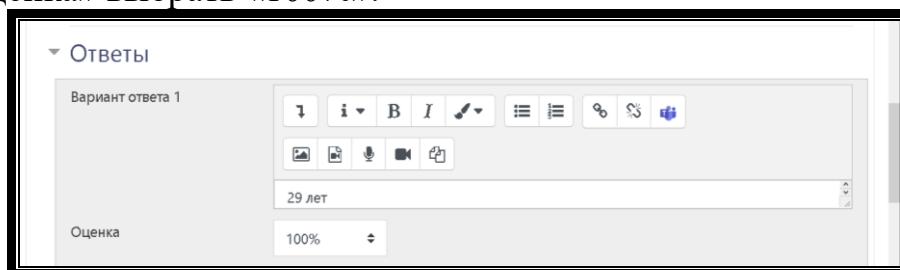 Ответы
Вариант ответа 1
29 лет
Оценка
100%